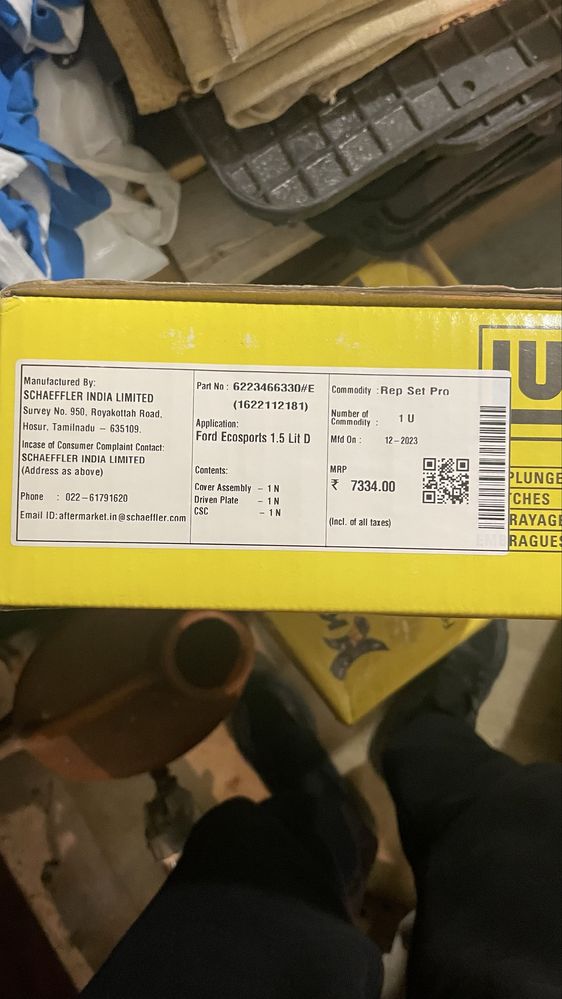 Manufactured By:
SCHAEFFLER INDIA LIMITED
Survey No. 950, Royakottah Road,
Hosur, Tamilnadu – 635109.
Incase of Consumer Complaint Contact:
SCHAEFFLER INDIA LIMITED
(Address as above)
Phone : 022–61791620
Email ID:aftermarket.in@schaeffler.com
Part No : 6223466330#E
(1622112181)
Application:
Ford Ecosports 1.5 Lit D
Contents:
Cover Assembly – 1 N
Driven Plate – 1 N
CSC – 1 N
Commodity : Rep Set Pro
Number of
Commodity : 1 U
Mfd On : 12–2023
MRP
₹ 7334.00
(Incl. of all taxes)
LU
PLUNGE
TCHES
RAYAGE
EMBRAGUES